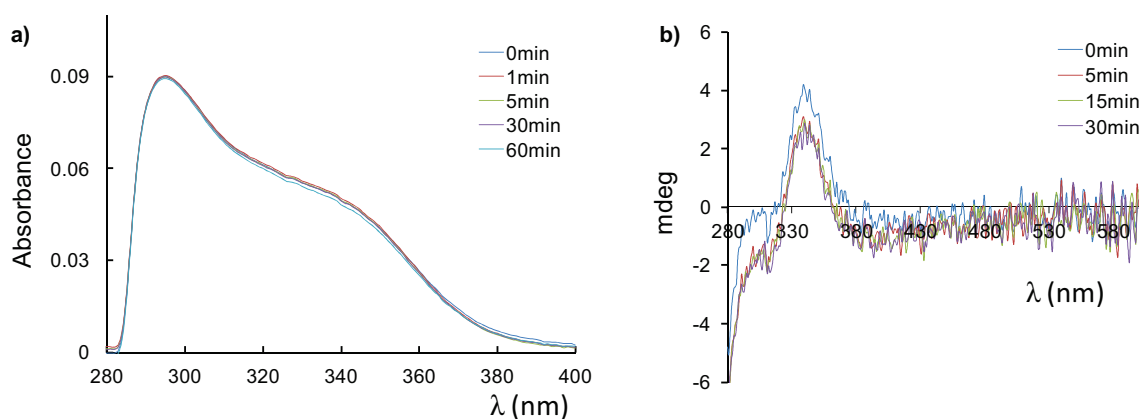 a)
Absorbance
0.09
0.06
0.03
0
280 300 320 340 360 380 400
λ (nm)
0min
1min
5min
30min
60min
b)
mdeg
6
4
2
0
-2
-4
-6
280 330 380 430 480 530 580
λ (nm)
0min
5min
15min
30min